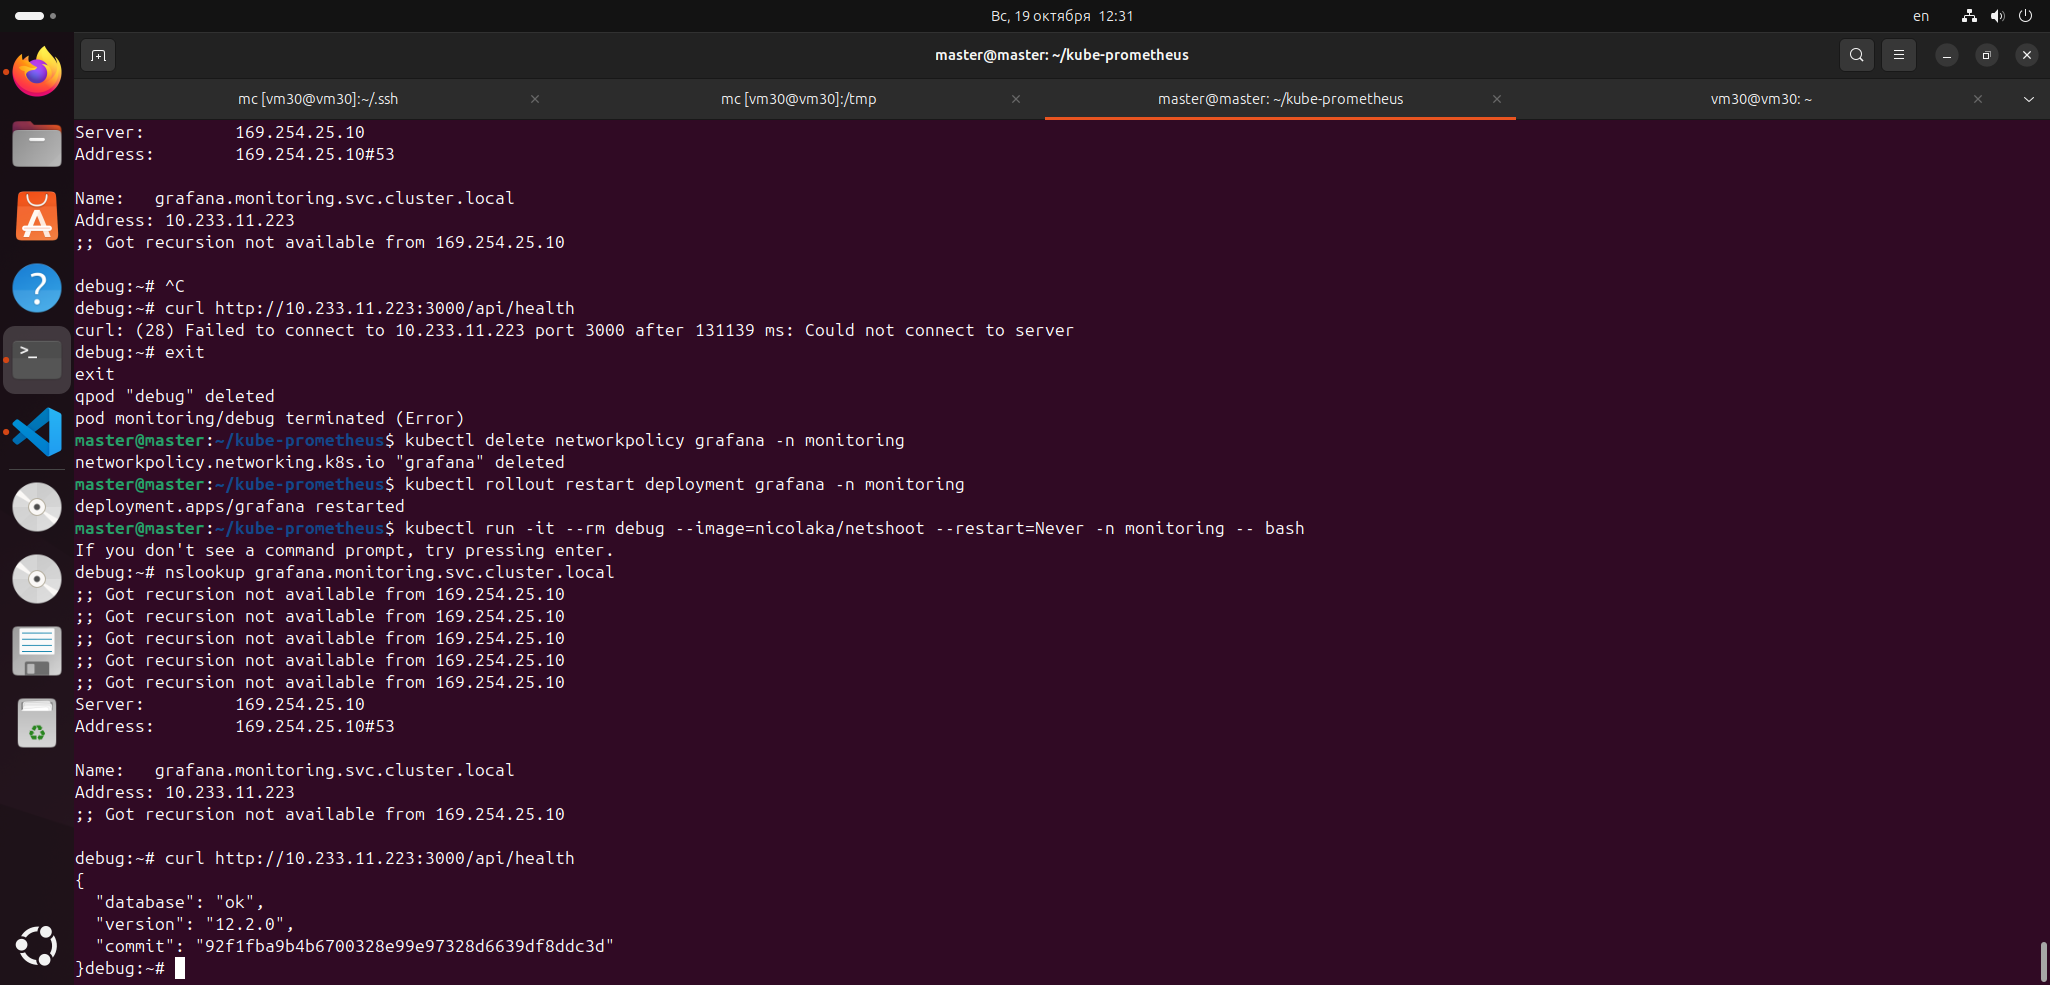 Вс, 19 октября 12:31
en
master@master: ~/kube-prometheus
mc [vm30@vm30]:~/.ssh
mc [vm30@vm30]:/tmp
master@master: ~/kube-prometheus
vm30@vm30: ~
Server:         169.254.25.10
Address:        169.254.25.10#53
Name:   grafana.monitoring.svc.cluster.local
Address: 10.233.11.223
;; Got recursion not available from 169.254.25.10
debug:~# ^C
debug:~# curl http://10.233.11.223:3000/api/health
curl: (28) Failed to connect to 10.233.11.223 port 3000 after 131139 ms: Could not connect to server
debug:~# exit
exit
qpod "debug" deleted
pod monitoring/debug terminated (Error)
master@master:~/kube-prometheus$ kubectl delete networkpolicy grafana -n monitoring
networkpolicy.networking.k8s.io "grafana" deleted
master@master:~/kube-prometheus$ kubectl rollout restart deployment grafana -n monitoring
deployment.apps/grafana restarted
master@master:~/kube-prometheus$ kubectl run -it --rm debug --image=nicolaka/netshoot --restart=Never -n monitoring -- bash
If you don't see a command prompt, try pressing enter.
debug:~# nslookup grafana.monitoring.svc.cluster.local
;; Got recursion not available from 169.254.25.10
;; Got recursion not available from 169.254.25.10
;; Got recursion not available from 169.254.25.10
;; Got recursion not available from 169.254.25.10
;; Got recursion not available from 169.254.25.10
Server:         169.254.25.10
Address:        169.254.25.10#53
Name:   grafana.monitoring.svc.cluster.local
Address: 10.233.11.223
;; Got recursion not available from 169.254.25.10
debug:~# curl http://10.233.11.223:3000/api/health
{
  "database": "ok",
  "version": "12.2.0",
  "commit": "92f1fba9b4b6700328e99e97328d6639df8ddc3d"
}debug:~#